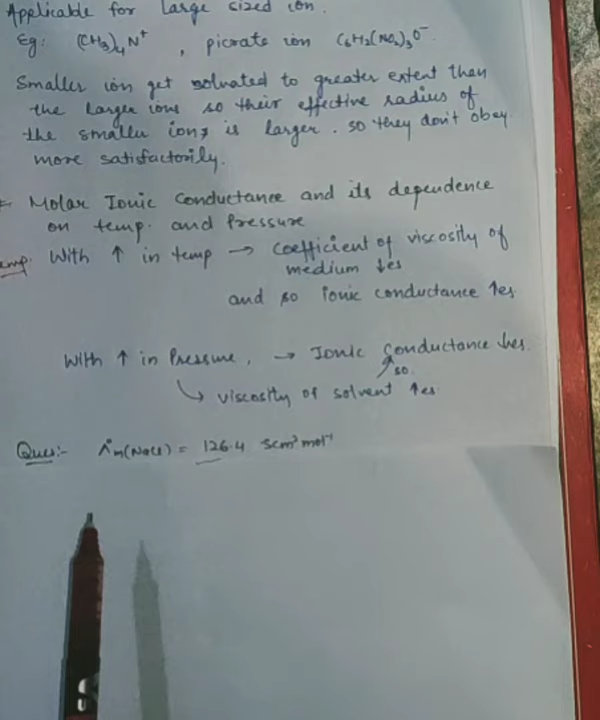 Applicable for Large sized ion.
Eg: (CH3)4N+ , picrate ion C6H2(NO2)3O-
Smaller ion get solvated to greater extent than
the larger ions so their effective radius of
the smaller ions is larger. so they don't obey
more satisfactorily.
Molar Ionic Conductance and its dependence
on temp. and Pressure
emp. With ↑ in temp → coefficient of viscosity of
medium ↓es
and so ionic conductance ↑es
With ↑ in Pressure, → Ionic Conductance ↓es.
so.
↳ viscosity of solvent ↑es
Ques:- Λ°m(NaCl) = 126.4 Scm2mol-1